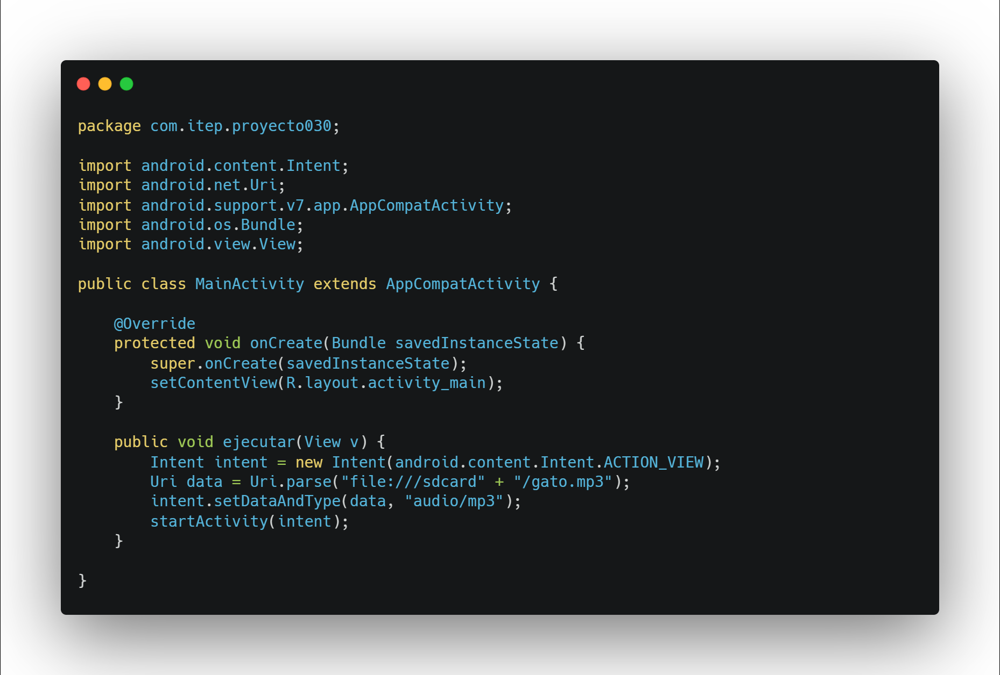 package com.itep.proyecto030;

import android.content.Intent;
import android.net.Uri;
import android.support.v7.app.AppCompatActivity;
import android.os.Bundle;
import android.view.View;

public class MainActivity extends AppCompatActivity {

    @Override
    protected void onCreate(Bundle savedInstanceState) {
        super.onCreate(savedInstanceState);
        setContentView(R.layout.activity_main);
    }

    public void ejecutar(View v) {
        Intent intent = new Intent(android.content.Intent.ACTION_VIEW);
        Uri data = Uri.parse("file:///sdcard" + "/gato.mp3");
        intent.setDataAndType(data, "audio/mp3");
        startActivity(intent);
    }

}